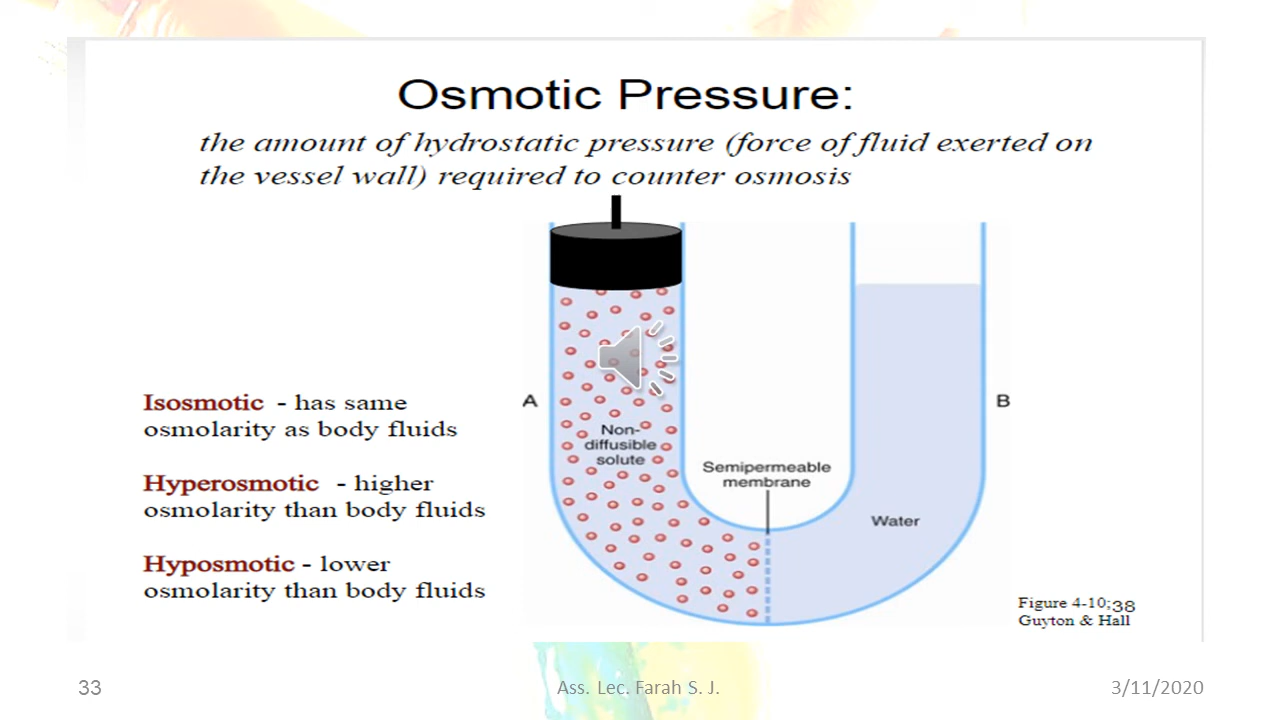 Osmotic Pressure:
the amount of hydrostatic pressure (force of fluid exerted on
the vessel wall) required to counter osmosis
Isosmotic - has same
osmolarity as body fluids
Hyperosmotic - higher
osmolarity than body fluids
Hyposmotic - lower
osmolarity than body fluids
A
Non-
diffusible
solute
Semipermeable
membrane
B
Water
Figure 4-10;38
Guyton & Hall
33
Ass. Lec. Farah S. J.
3/11/2020